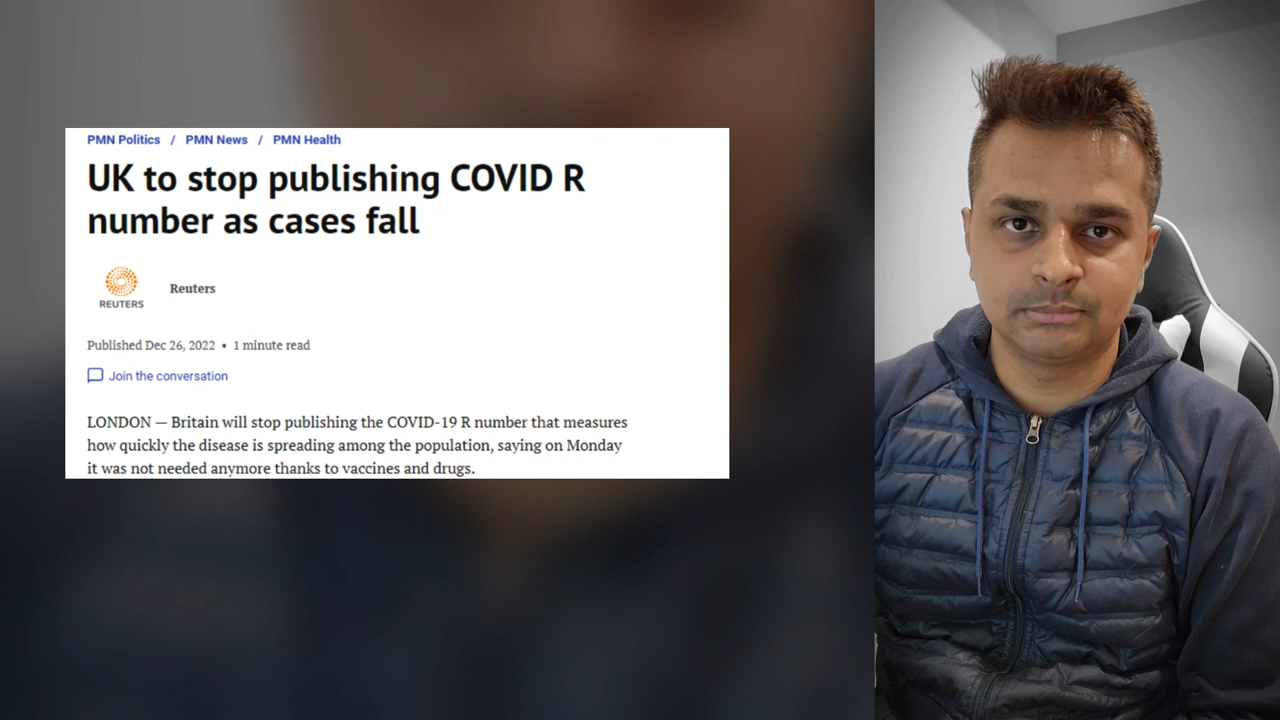 PMN Politics / PMN News / PMN Health
UK to stop publishing COVID R
number as cases fall
REUTERS
Reuters
Published Dec 26, 2022 • 1 minute read
Join the conversation
LONDON — Britain will stop publishing the COVID-19 R number that measures
how quickly the disease is spreading among the population, saying on Monday
it was not needed anymore thanks to vaccines and drugs.